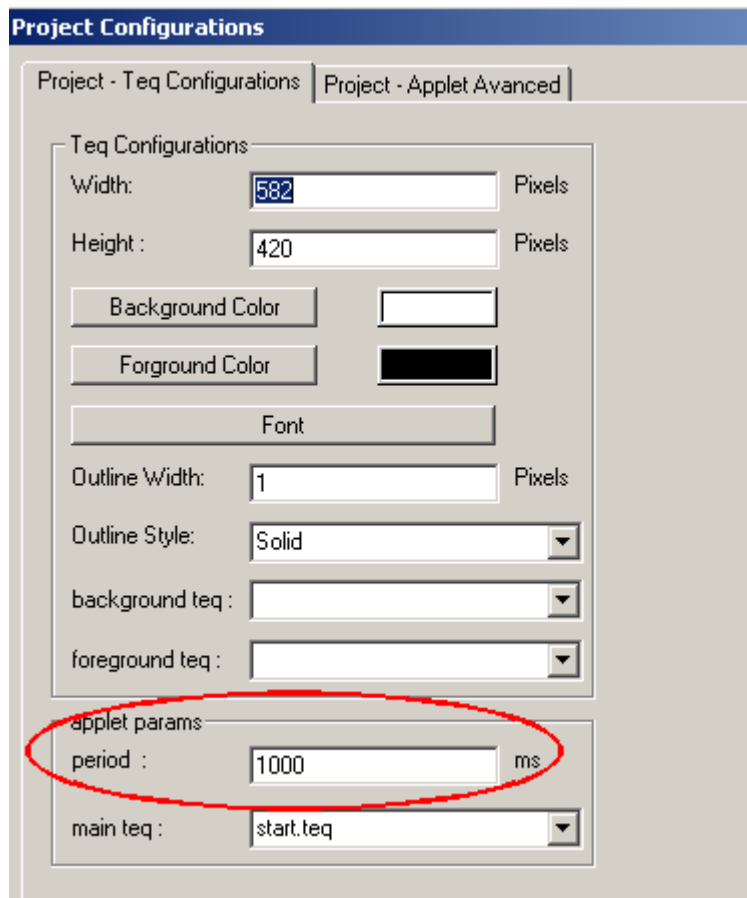 Project Configurations
Project - Teq Configurations Project - Applet Avanced
Teq Configurations
Width: 582 Pixels
Height : 420 Pixels
Background Color
Forground Color
Font
Outline Width: 1 Pixels
Outline Style: Solid
background teq :
foreground teq :
applet params
period : 1000 ms
main teq : start.teq